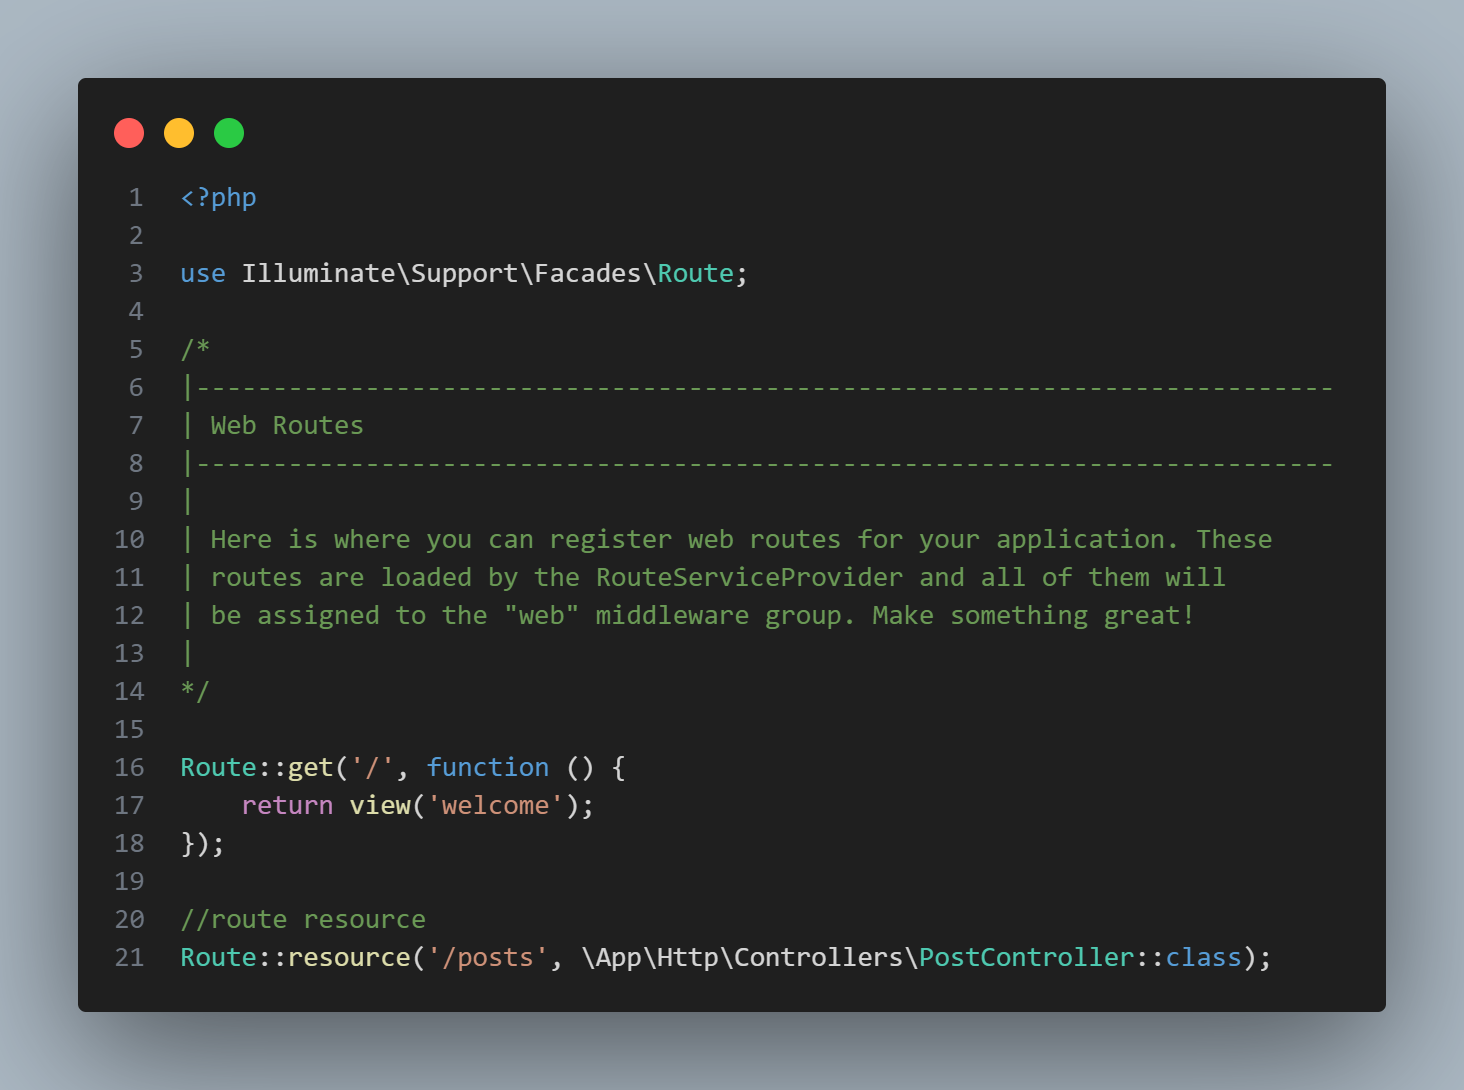 1 <?php
2
3 use Illuminate\Support\Facades\Route;
4
5 /*
6 |--------------------------------------------------------------------------
7 | Web Routes
8 |--------------------------------------------------------------------------
9 |
10 | Here is where you can register web routes for your application. These
11 | routes are loaded by the RouteServiceProvider and all of them will
12 | be assigned to the "web" middleware group. Make something great!
13 |
14 */
15
16 Route::get('/', function () {
17     return view('welcome');
18 });
19
20 //route resource
21 Route::resource('/posts', \App\Http\Controllers\PostController::class);